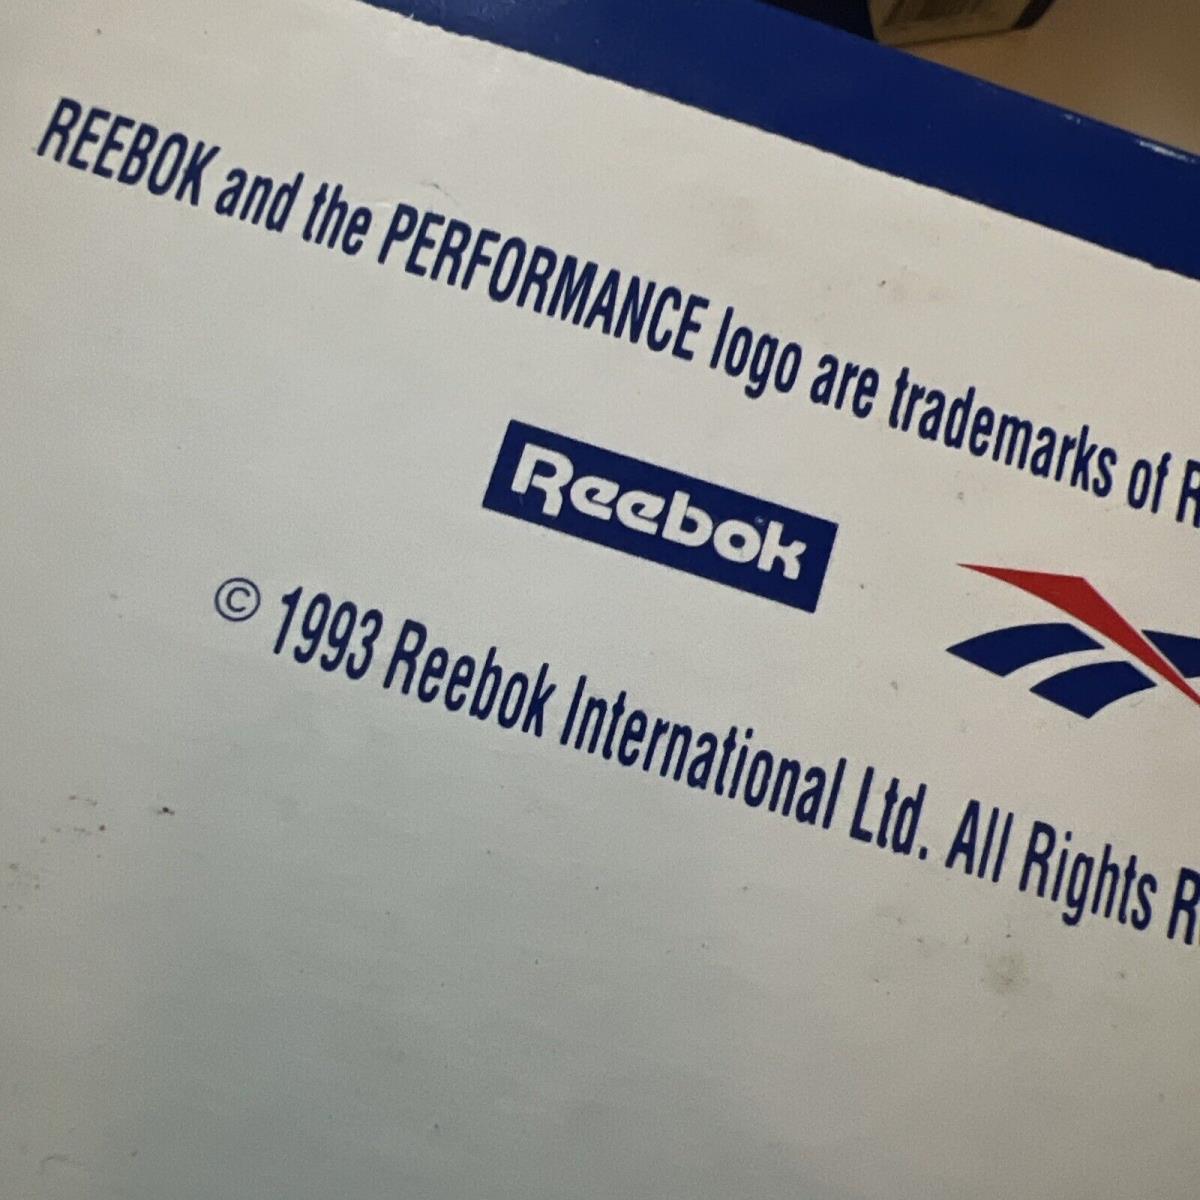 REEBOK and the PERFORMANCE logo are trademarks of
Reebok
© 1993 Reebok International Ltd. All Rights